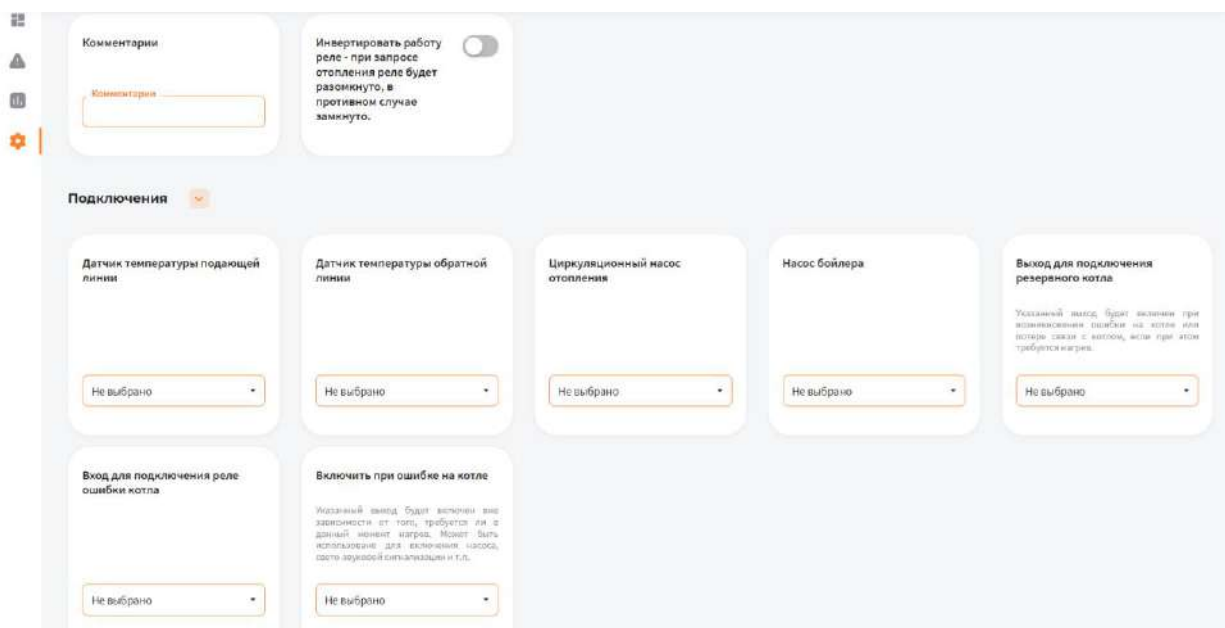 Комментарии
Комментарии
Инвертировать работу
реле - при запросе
отопления реле будет
разомкнуто, в
противном случае
замкнуто.
Подключения
Датчик температуры подающей
линии
Не выбрано
Датчик температуры обратной
линии
Не выбрано
Циркуляционный насос
отопления
Не выбрано
Насос бойлера
Не выбрано
Выход для подключения
резервного котла
Указанный выход будет включен при
возникновении ошибки на котле или
потере связи с котлом, если при этом
требуется нагрев.
Не выбрано
Вход для подключения реле
ошибки котла
Не выбрано
Включить при ошибке на котле
Указанный выход будет включен вне
зависимости от того, требуется ли в
данный момент нагрев. Может быть
использовано для включения насоса,
свето-звуковой сигнализации и т.п.
Не выбрано